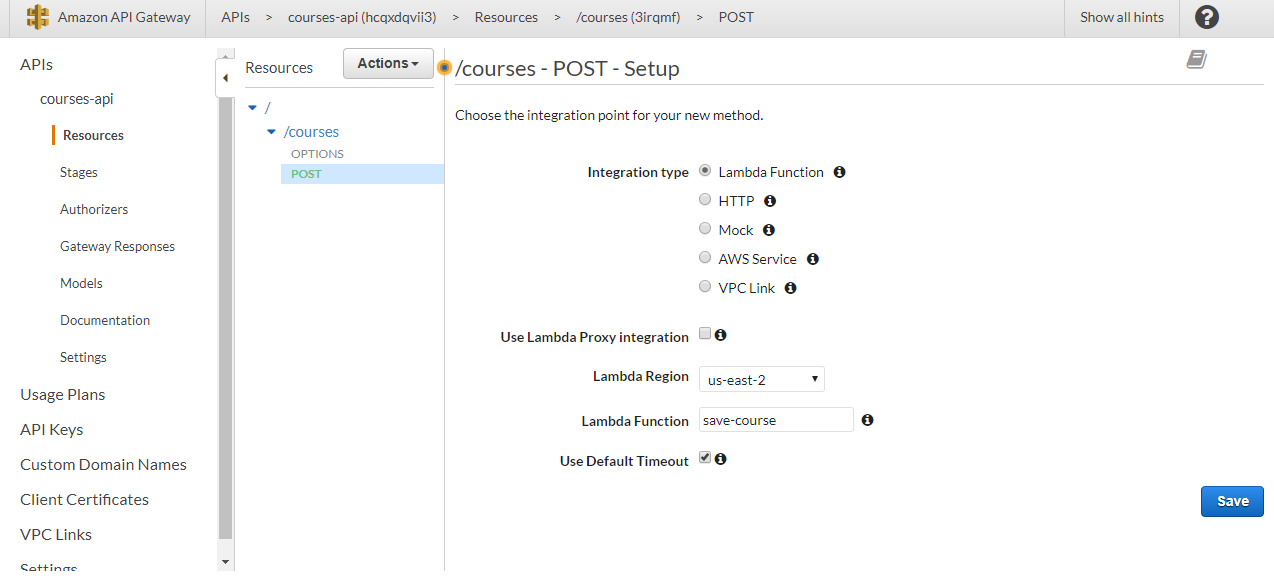 Amazon API Gateway APIs > courses-api (hcqxdqvii3) > Resources > /courses (3irqmf) > POST Show all hints ?
APIs
courses-api
Resources
Stages
Authorizers
Gateway Responses
Models
Documentation
Settings
Usage Plans
API Keys
Custom Domain Names
Client Certificates
VPC Links
Settings
Resources Actions
/
/courses
OPTIONS
POST
/courses - POST - Setup
Choose the integration point for your new method.
Integration type Lambda Function
HTTP
Mock
AWS Service
VPC Link
Use Lambda Proxy integration
Lambda Region us-east-2
Lambda Function save-course
Use Default Timeout
Save